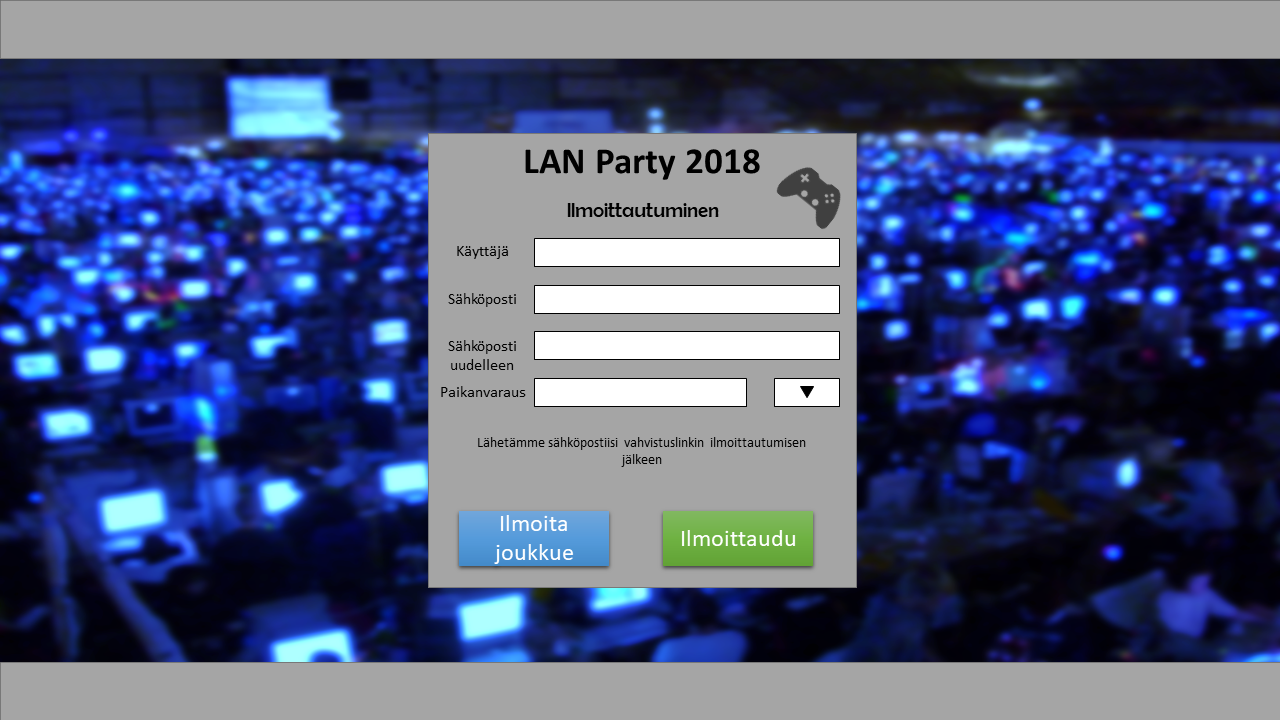 LAN Party 2018
Ilmoittautuminen
Käyttäjä
Sähköposti
Sähköposti
uudelleen
Paikanvaraus
Lähetämme sähköpostiisi vahvistuslinkin ilmoittautumisen
jälkeen
Ilmoita
joukkue
Ilmoittaudu